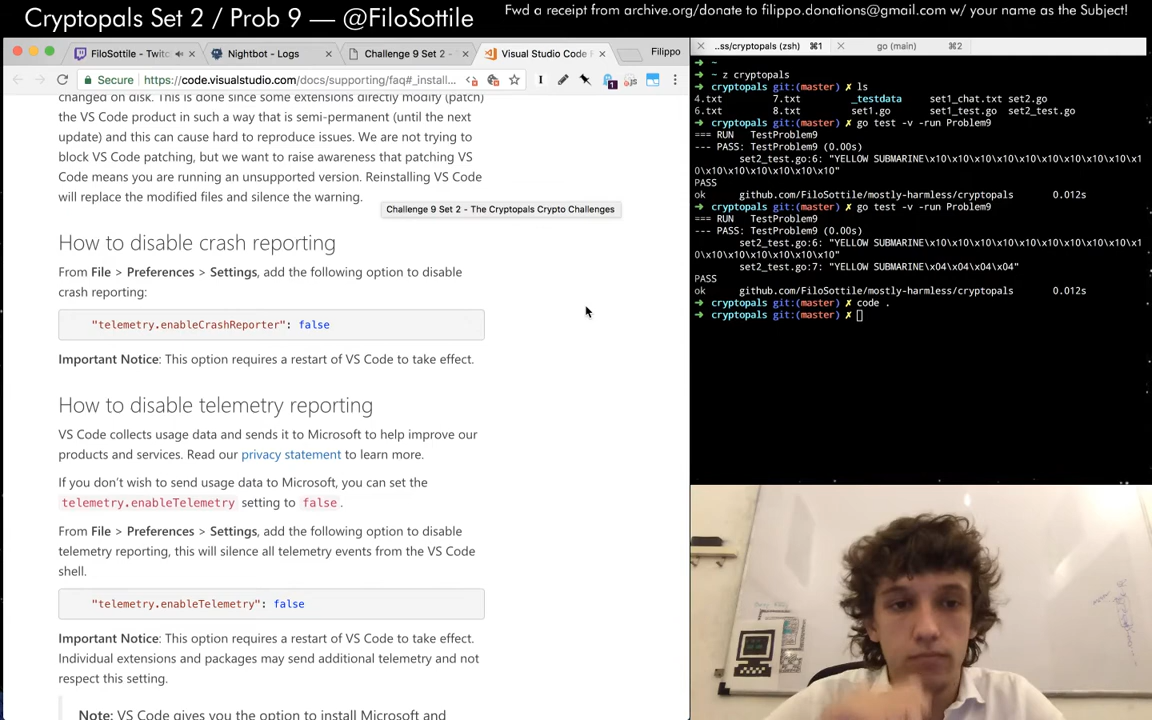 Cryptopals Set 2 / Prob 9 — @FiloSottile
Fwd a receipt from archive.org/donate to filippo.donations@gmail.com w/ your name as the Subject!
FiloSottile - Twitc
Nightbot - Logs
Challenge 9 Set 2 -
Visual Studio Code F
Filippo
Secure
https://code.visualstudio.com/docs/supporting/faq#_install...
1
changed on disk. This is done since some extensions directly modify (patch)
the VS Code product in such a way that is semi-permanent (until the next
update) and this can cause hard to reproduce issues. We are not trying to
block VS Code patching, but we want to raise awareness that patching VS
Code means you are running an unsupported version. Reinstalling VS Code
will replace the modified files and silence the warning.
Challenge 9 Set 2 - The Cryptopals Crypto Challenges
How to disable crash reporting
From File > Preferences > Settings, add the following option to disable
crash reporting:
"telemetry.enableCrashReporter": false
Important Notice: This option requires a restart of VS Code to take effect.
How to disable telemetry reporting
VS Code collects usage data and sends it to Microsoft to help improve our
products and services. Read our privacy statement to learn more.
If you don't wish to send usage data to Microsoft, you can set the
telemetry.enableTelemetry setting to false.
From File > Preferences > Settings, add the following option to disable
telemetry reporting, this will silence all telemetry events from the VS Code
shell.
"telemetry.enableTelemetry": false
Important Notice: This option requires a restart of VS Code to take effect.
Individual extensions and packages may send additional telemetry and not
respect this setting.
Note: VS Code gives you the option to install Microsoft and
..ss/cryptopals (zsh) ⌘1
go (main) ⌘2
➜ ~
➜ ~ z cryptopals
➜ cryptopals git:(master) ✗ ls
4.txt 7.txt _testdata set1_chat.txt set2.go
6.txt 8.txt set1.go set1_test.go set2_test.go
➜ cryptopals git:(master) ✗ go test -v -run Problem9
=== RUN TestProblem9
--- PASS: TestProblem9 (0.00s)
set2_test.go:6: "YELLOW SUBMARINE\x10\x10\x10\x10\x10\x10\x10\x10\x10\x1
0\x10\x10\x10\x10\x10\x10"
PASS
ok github.com/FiloSottile/mostly-harmless/cryptopals 0.012s
➜ cryptopals git:(master) ✗ go test -v -run Problem9
=== RUN TestProblem9
--- PASS: TestProblem9 (0.00s)
set2_test.go:6: "YELLOW SUBMARINE\x10\x10\x10\x10\x10\x10\x10\x10\x10\x1
0\x10\x10\x10\x10\x10\x10"
set2_test.go:7: "YELLOW SUBMARINE\x04\x04\x04\x04"
PASS
ok github.com/FiloSottile/mostly-harmless/cryptopals 0.012s
➜ cryptopals git:(master) ✗ code .
➜ cryptopals git:(master) ✗